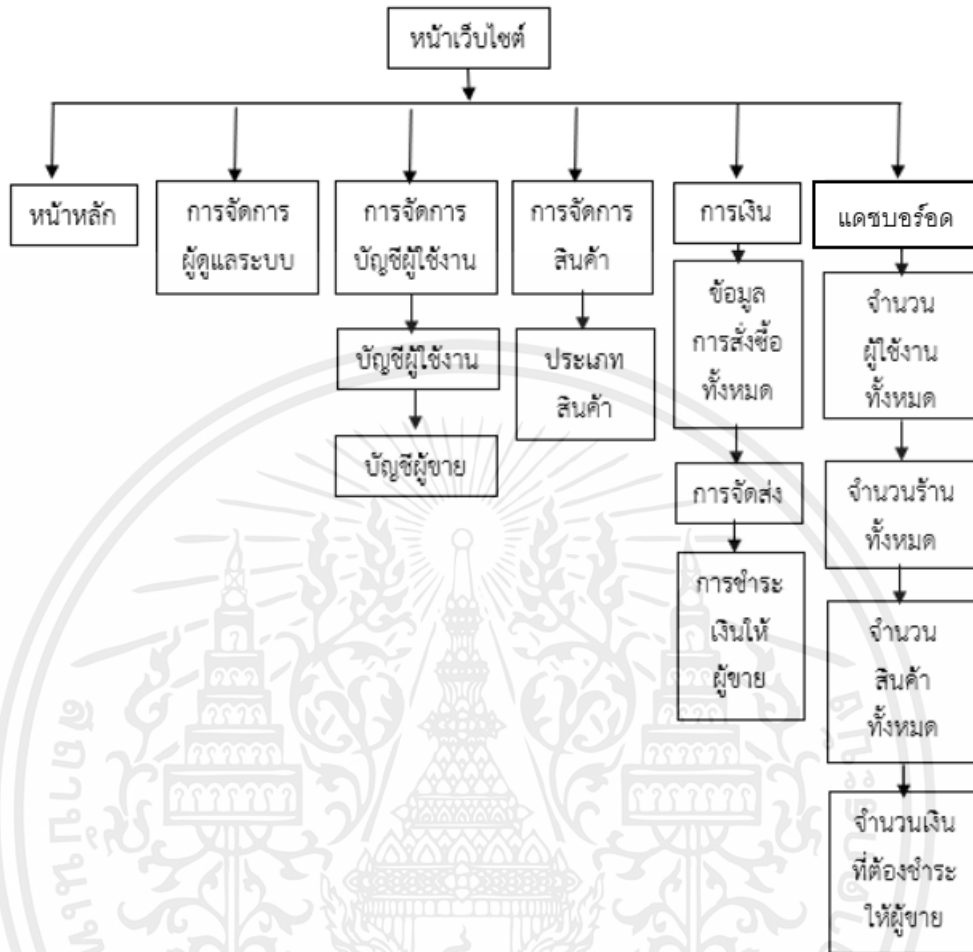 หน้าเว็บไซต์
หน้าหลัก
การจัดการ
ผู้ดูแลระบบ
การจัดการ
บัญชีผู้ใช้งาน
บัญชีผู้ใช้งาน
บัญชีผู้ขาย
การจัดการ
สินค้า
ประเภท
สินค้า
การเงิน
ข้อมูล
การสั่งซื้อ
ทั้งหมด
การจัดส่ง
การชำระ
เงินให้
ผู้ขาย
แดชบอร์อด
จำนวน
ผู้ใช้งาน
ทั้งหมด
จำนวนร้าน
ทั้งหมด
จำนวน
สินค้า
ทั้งหมด
จำนวนเงิน
ที่ต้องชำระ
ให้ผู้ขาย